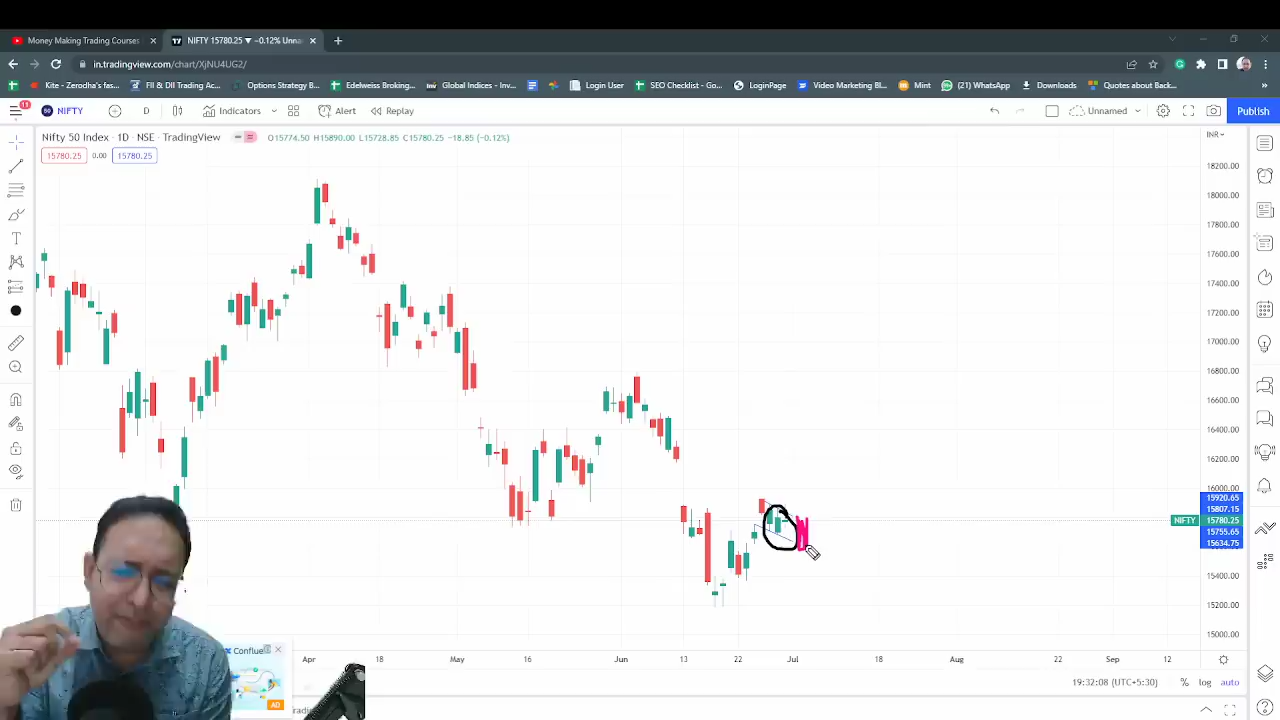 Money Making Trading Courses
NIFTY 15780.25 ▼ −0.12% Unna
in.tradingview.com/chart/XjNU4UG2/
Kite - Zerodha's fas
FII & DII Activity Hist
Options Strategy B
Edelweiss Broking
Global Indices - Inv
Login User
SEO Checklist - Go
LoginPage
Video Marketing Bl
Mint
(21) WhatsApp
Downloads
Quotes about Back
11
50
NIFTY
D
Indicators
Alert
Replay
Unnamed
Publish
Nifty 50 Index · 1D · NSE · TradingView
O15774.50 H15890.00 L15728.85 C15780.25 −18.85 (−0.12%)
INR
15780.25
0.00
15780.25
18200.00
18000.00
17800.00
17600.00
17400.00
17200.00
17000.00
16800.00
16600.00
16400.00
16200.00
16000.00
15920.65
15807.15
NIFTY
15780.25
15755.65
15634.75
15400.00
15200.00
15000.00
Conflue
AD
Apr
18
May
16
Jun
13
22
Jul
18
Aug
22
Sep
12
19:32:08 (UTC+5:30)
%
log
auto